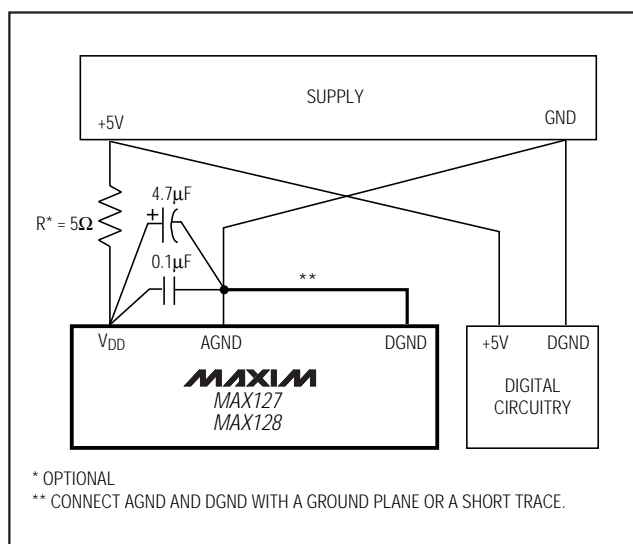 SUPPLY
+5V
GND
4.7μF
+
R* = 5Ω
0.1μF
**
VDD
AGND
DGND
+5V
DGND
MAXIM
MAX127
MAX128
DIGITAL
CIRCUITRY
* OPTIONAL
** CONNECT AGND AND DGND WITH A GROUND PLANE OR A SHORT TRACE.